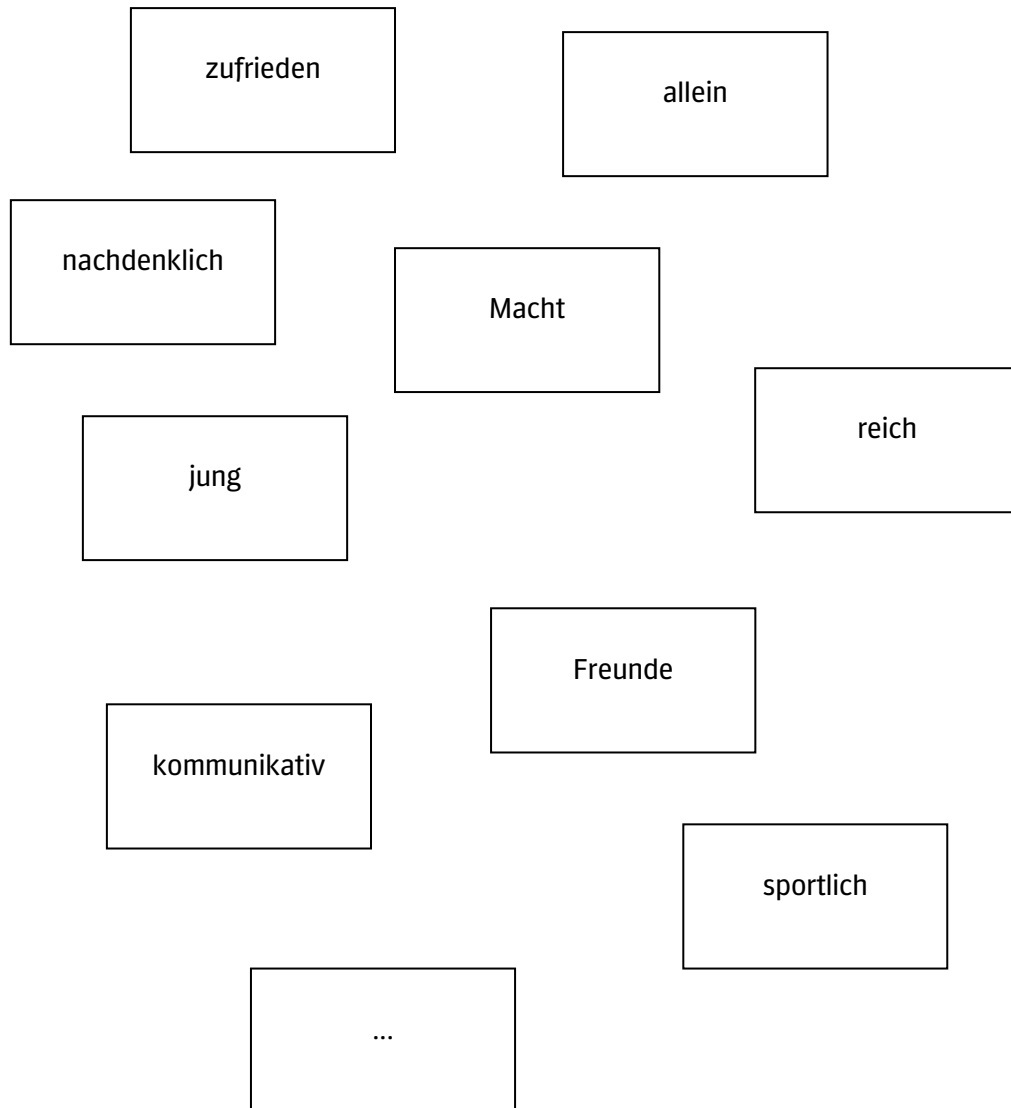 zufrieden
allein
nachdenklich
Macht
reich
jung
Freunde
kommunikativ
sportlich
...